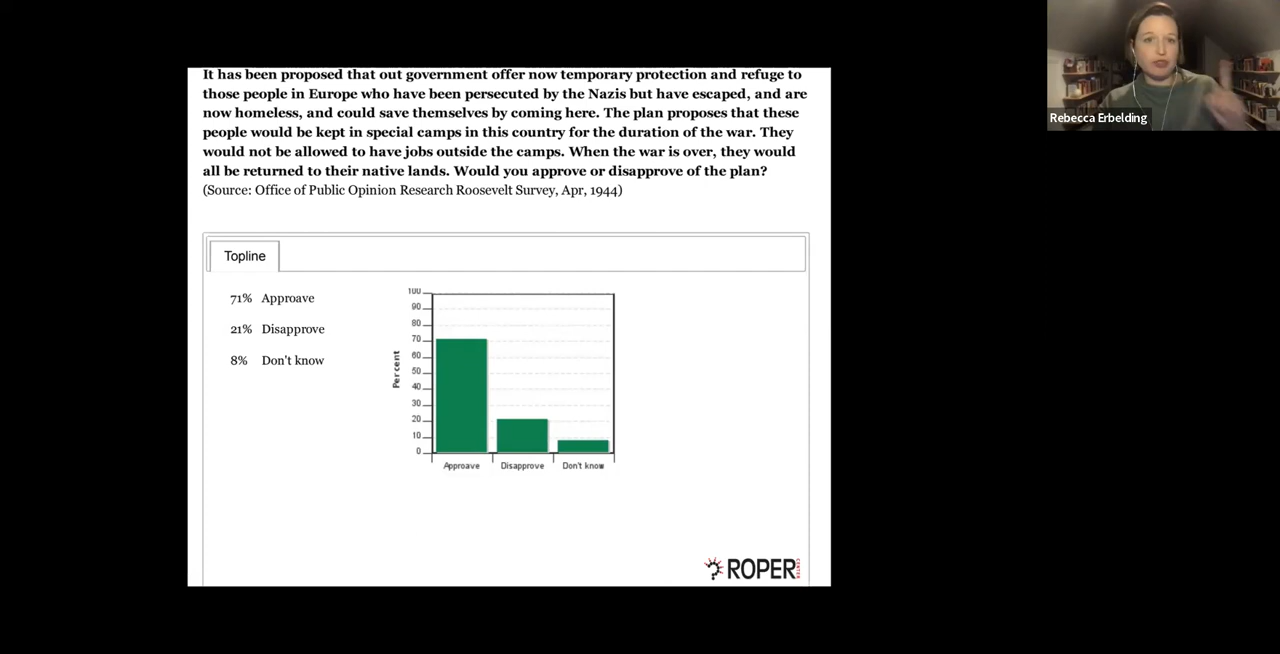 It has been proposed that out government offer now temporary protection and refuge to
those people in Europe who have been persecuted by the Nazis but have escaped, and are
now homeless, and could save themselves by coming here. The plan proposes that these
people would be kept in special camps in this country for the duration of the war. They
would not be allowed to have jobs outside the camps. When the war is over, they would
all be returned to their native lands. Would you approve or disapprove of the plan?
(Source: Office of Public Opinion Research Roosevelt Survey, Apr, 1944)
Rebecca Erbelding
Topline
71% Approave
21% Disapprove
8% Don't know
Percent
100
90
80
70
60
50
40
30
20
10
0
Approave Disapprove Don't know
ROPER
CENTER